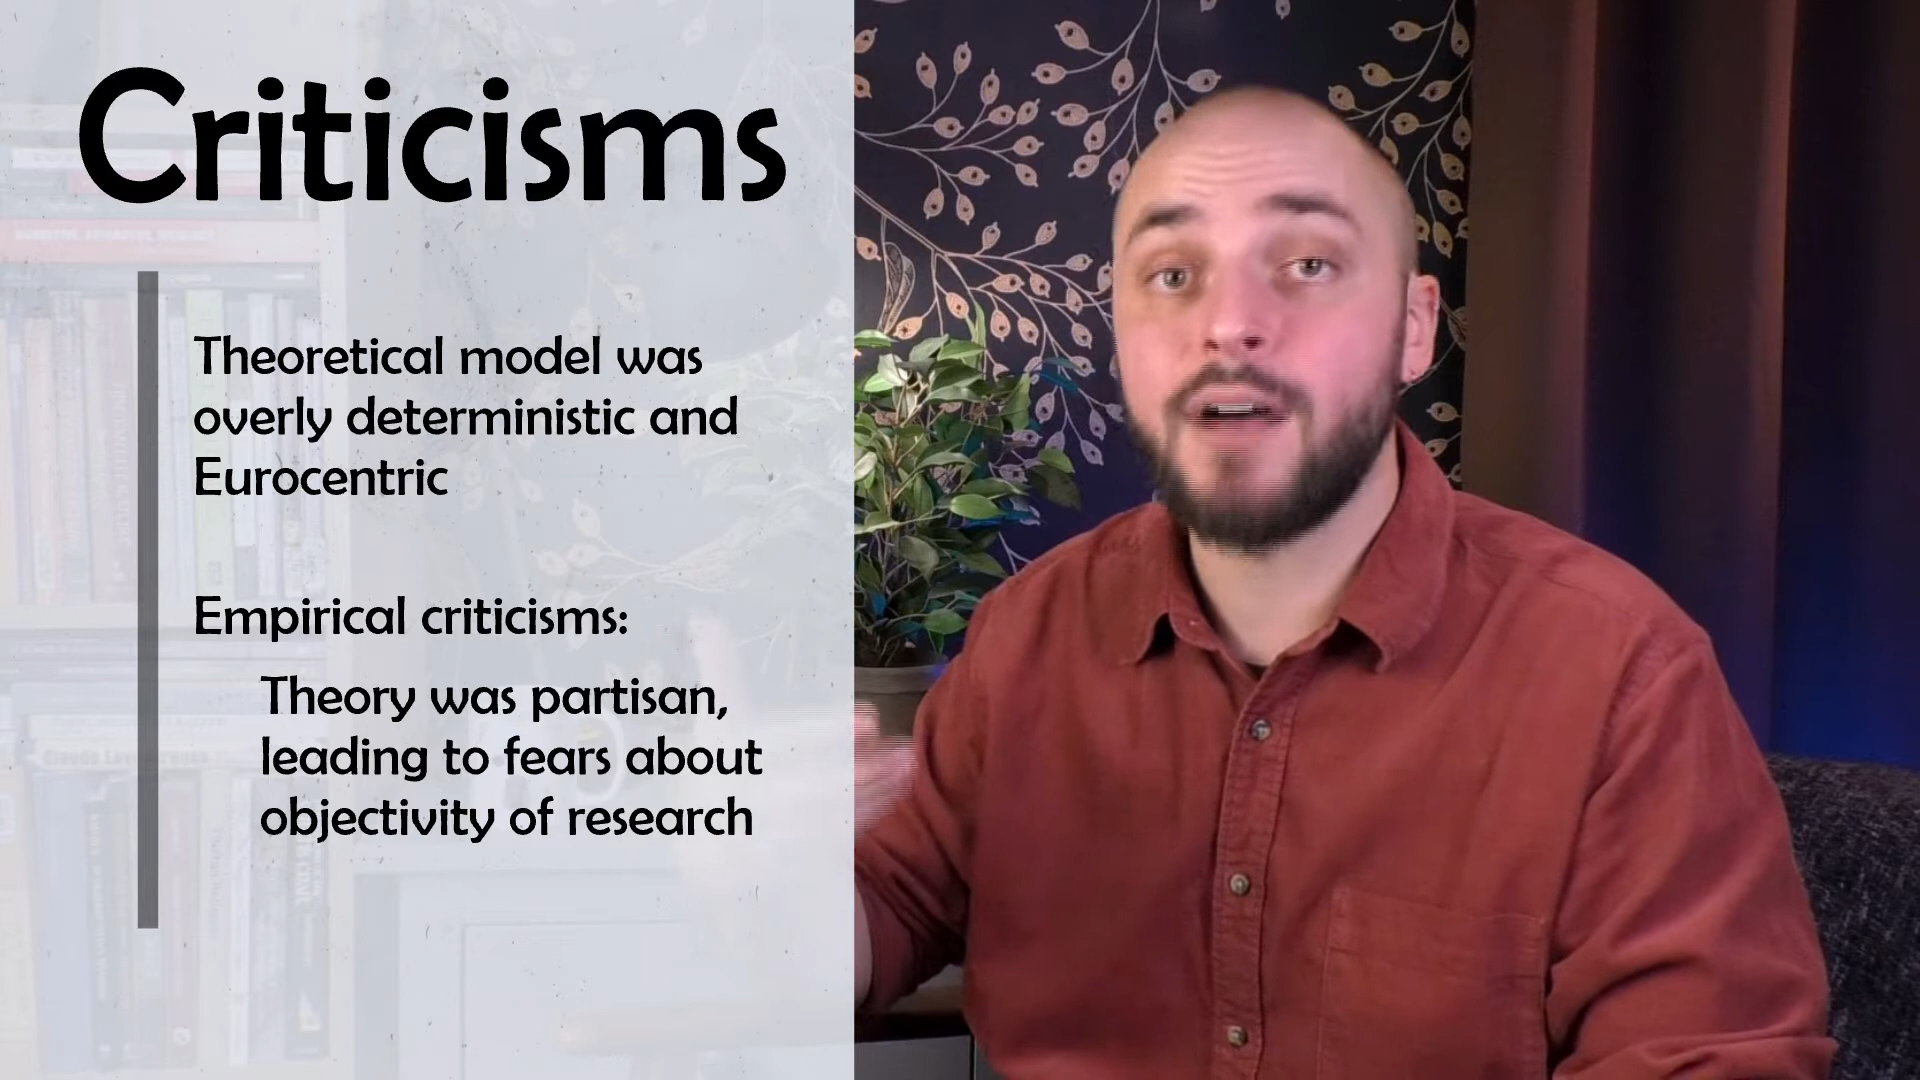 Criticisms
Theoretical model was
overly deterministic and
Eurocentric
Empirical criticisms:
Theory was partisan,
leading to fears about
objectivity of research